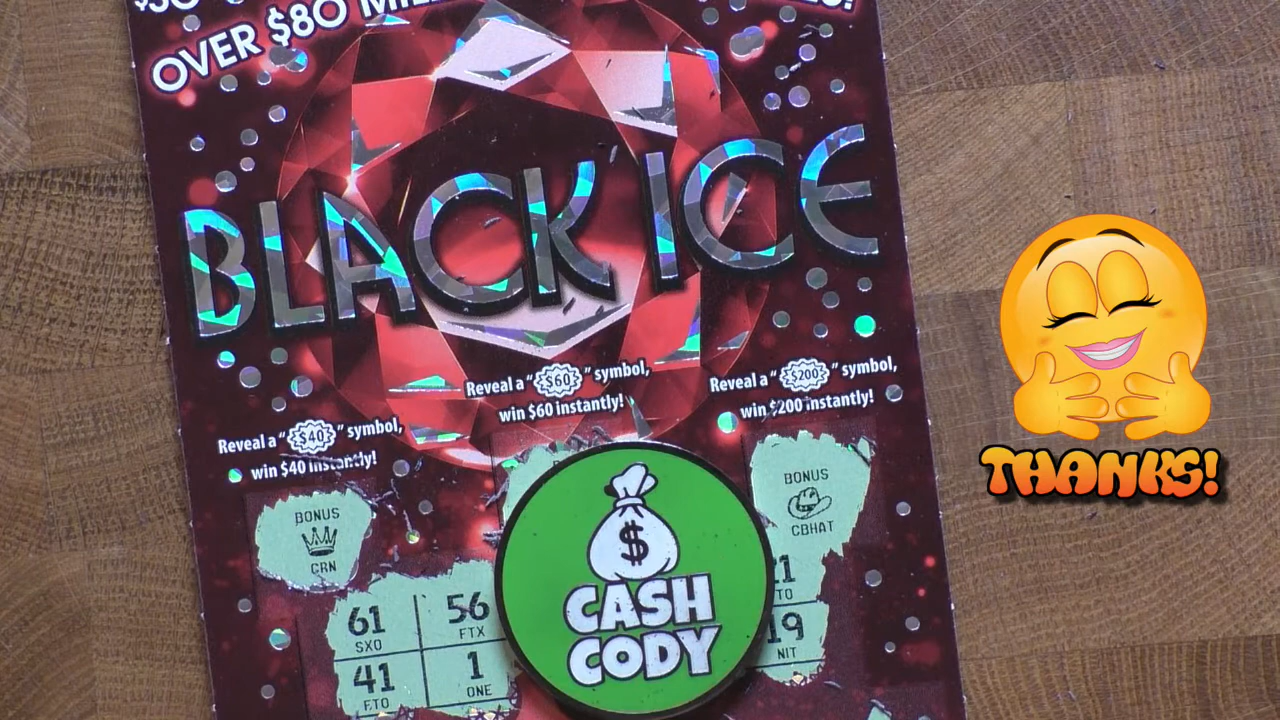 OVER $80
BLACK ICE
Reveal a "$40" symbol,
win $40 instantly!
Reveal a "$60" symbol,
win $60 instantly!
Reveal a "$200" symbol,
win $200 instantly!
BONUS
CRN
BONUS
CBHAT
61
SXO
56
FTX
41
FTO
1
ONE
19
NIT
$
CASH
CODY
THANKS!